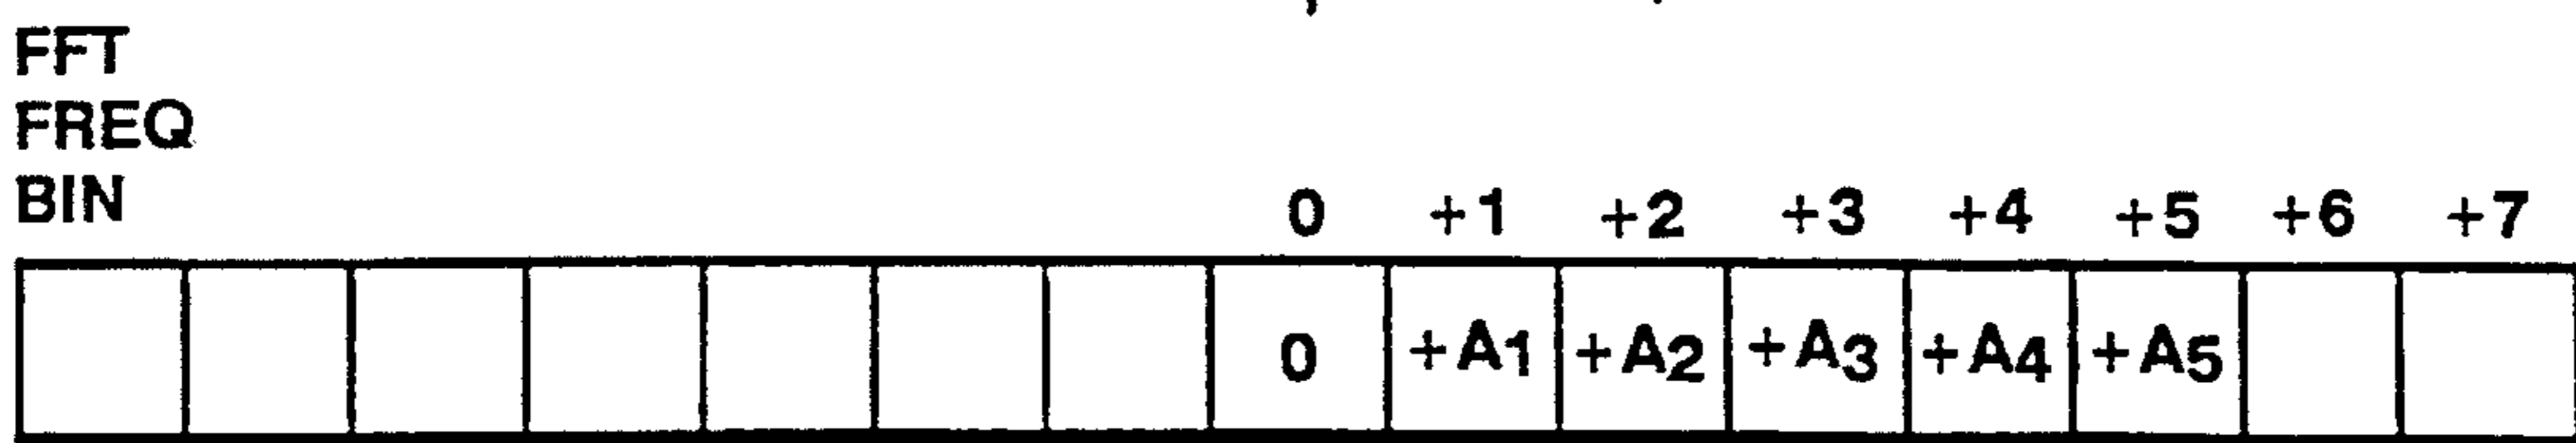 FFT
FREQ
BIN
0 +1 +2 +3 +4 +5 +6 +7
0 +A1 +A2 +A3 +A4 +A5